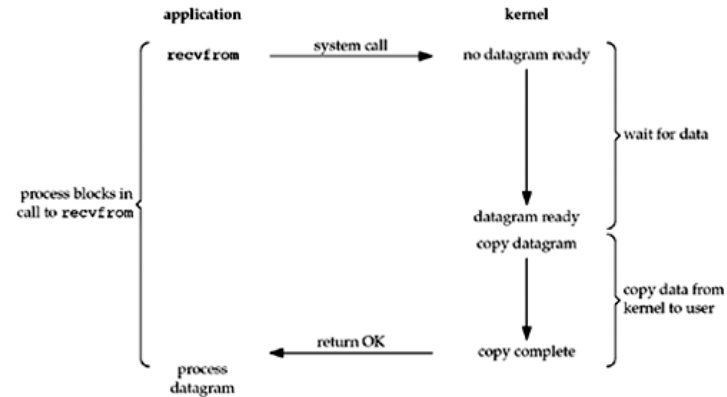 application kernel
recvfrom system call no datagram ready
wait for data
process blocks in
call to recvfrom
datagram ready
copy datagram
copy data from
kernel to user
return OK copy complete
process
datagram